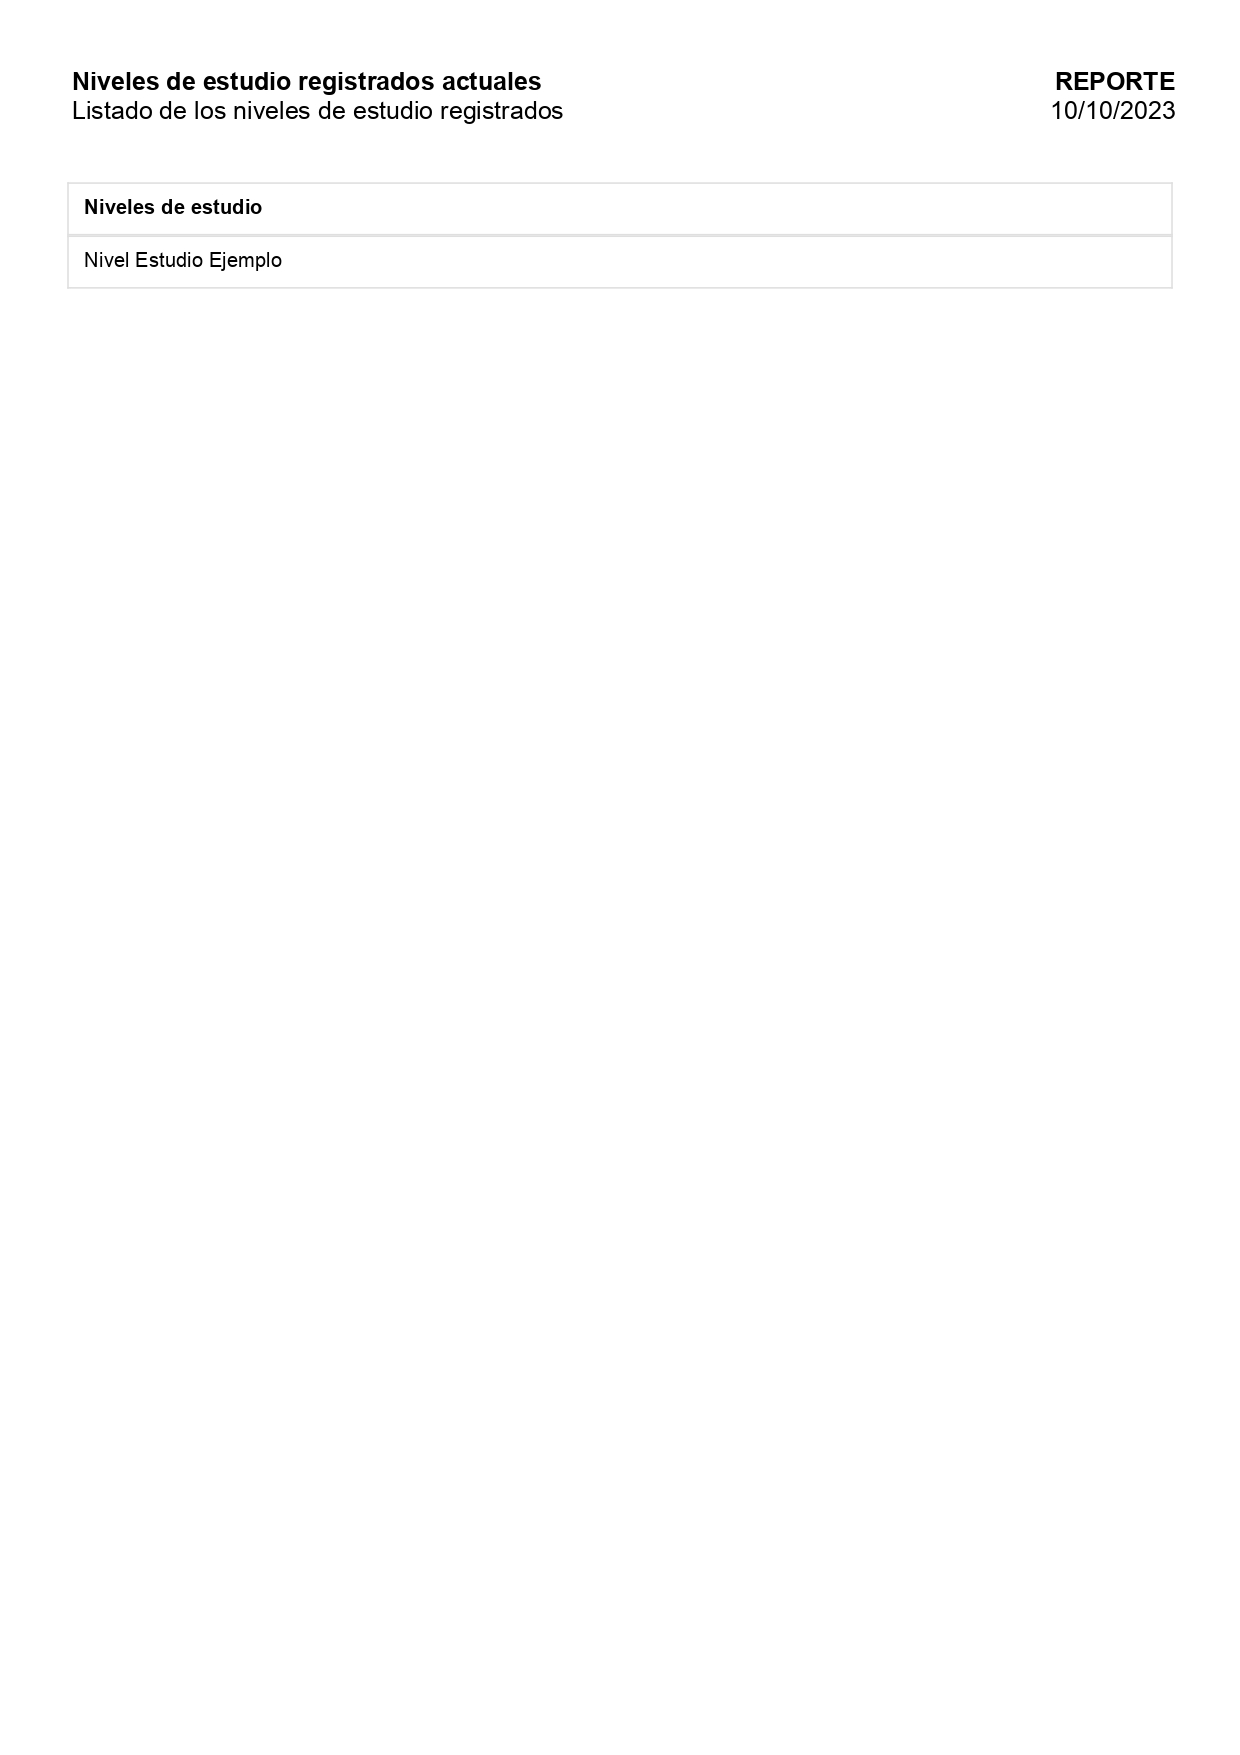 Niveles de estudio registrados actuales
Listado de los niveles de estudio registrados
REPORTE
10/10/2023
Niveles de estudio
Nivel Estudio Ejemplo